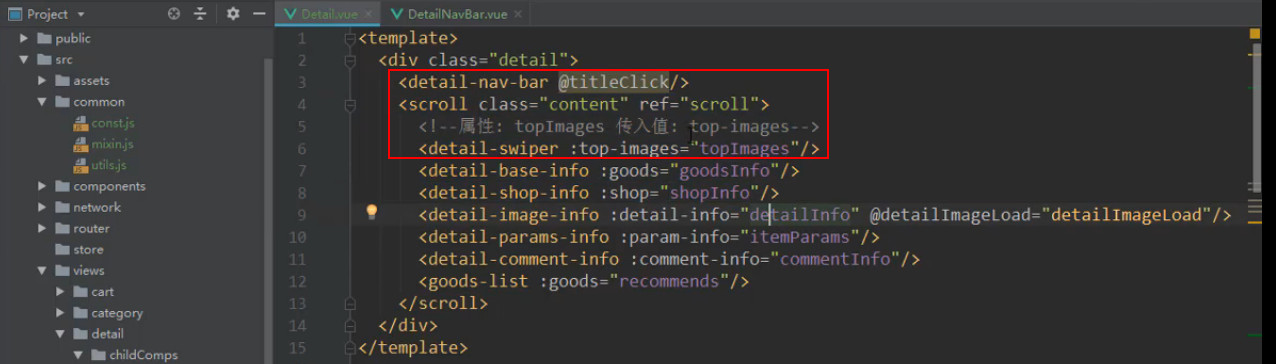 Project
Detail.vue
DetailNavBar.vue
public
src
assets
common
const.js
mixin.js
utils.js
components
network
router
store
views
cart
category
detail
childComps
1 <template>
2 <div class="detail">
3 <detail-nav-bar @titleClick/>
4 <scroll class="content" ref="scroll">
5 <!--属性: topImages 传入值: top-images-->
6 <detail-swiper :top-images="topImages"/>
7 <detail-base-info :goods="goodsInfo"/>
8 <detail-shop-info :shop="shopInfo"/>
9 <detail-image-info :detail-info="detailInfo" @detailImageLoad="detailImageLoad"/>
10 <detail-params-info :param-info="itemParams"/>
11 <detail-comment-info :comment-info="commentInfo"/>
12 <goods-list :goods="recommends"/>
13 </scroll>
14 </div>
15 </template>